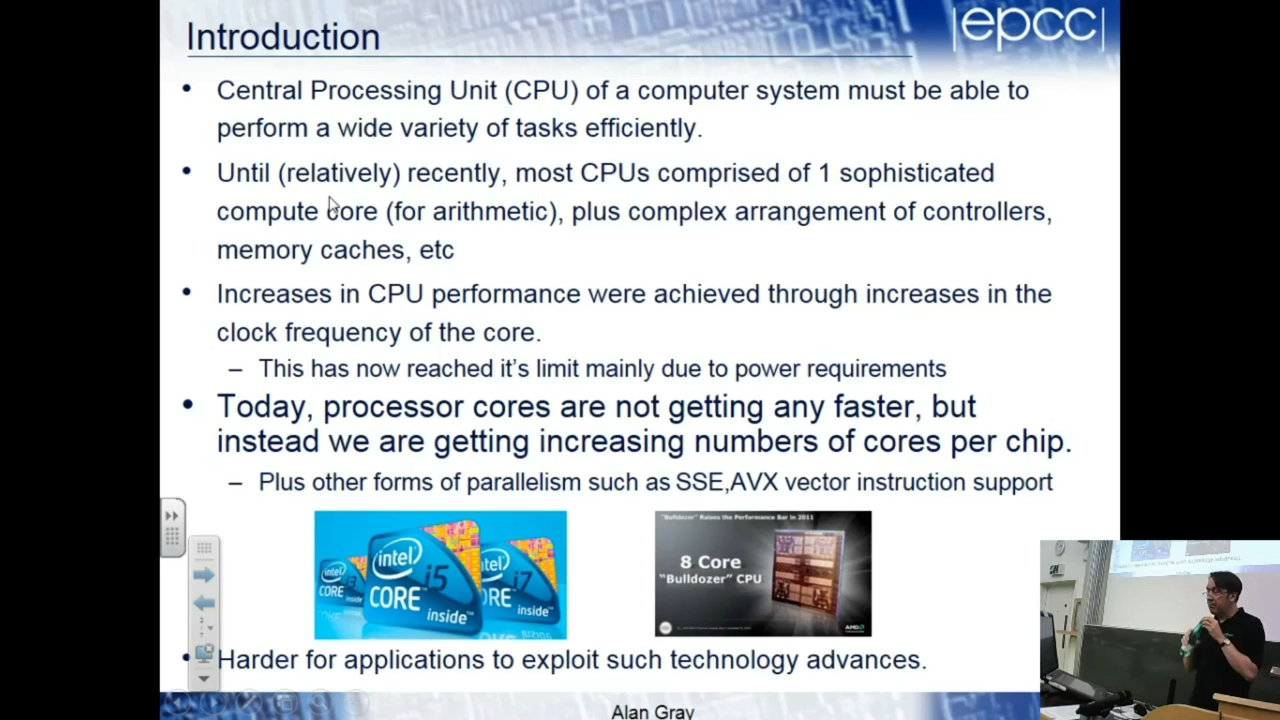 Introduction
|epcc|
• Central Processing Unit (CPU) of a computer system must be able to
perform a wide variety of tasks efficiently.
• Until (relatively) recently, most CPUs comprised of 1 sophisticated
compute core (for arithmetic), plus complex arrangement of controllers,
memory caches, etc
• Increases in CPU performance were achieved through increases in the
clock frequency of the core.
– This has now reached it's limit mainly due to power requirements
• Today, processor cores are not getting any faster, but
instead we are getting increasing numbers of cores per chip.
– Plus other forms of parallelism such as SSE,AVX vector instruction support
intel
CORE i3
inside
intel
CORE i5
inside™
intel
CORE i7
inside™
"Bulldozer" Raises the Performance Bar in 2011
8 Core
"Bulldozer" CPU
AMD
• Harder for applications to exploit such technology advances.
Alan Gray